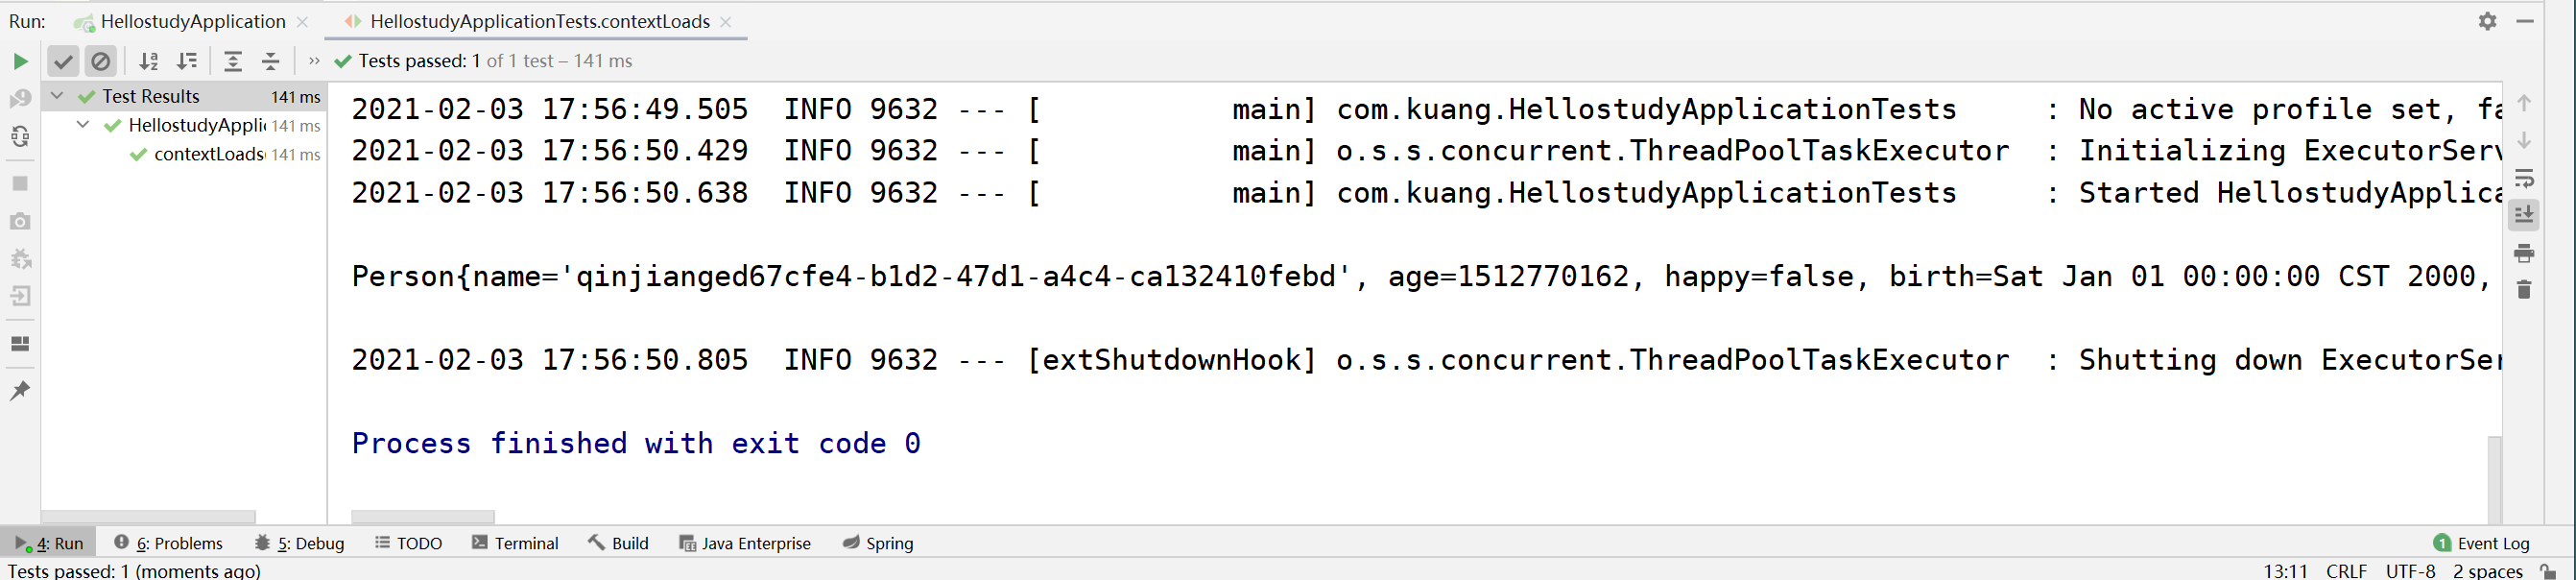 Run: HellostudyApplication × HellostudyApplicationTests.contextLoads ×
>> Tests passed: 1 of 1 test – 141 ms
Test Results 141 ms
HellostudyAppli 141 ms
contextLoads 141 ms
2021-02-03 17:56:49.505  INFO 9632 --- [           main] com.kuang.HellostudyApplicationTests     : No active profile set, fa
2021-02-03 17:56:50.429  INFO 9632 --- [           main] o.s.s.concurrent.ThreadPoolTaskExecutor  : Initializing ExecutorServ
2021-02-03 17:56:50.638  INFO 9632 --- [           main] com.kuang.HellostudyApplicationTests     : Started HellostudyApplica
Person{name='qinjianged67cfe4-b1d2-47d1-a4c4-ca132410febd', age=1512770162, happy=false, birth=Sat Jan 01 00:00:00 CST 2000,
2021-02-03 17:56:50.805  INFO 9632 --- [extShutdownHook] o.s.s.concurrent.ThreadPoolTaskExecutor  : Shutting down ExecutorSer
Process finished with exit code 0
4: Run 6: Problems 5: Debug TODO Terminal Build Java Enterprise Spring 1 Event Log
Tests passed: 1 (moments ago) 13:11 CRLF UTF-8 2 spaces